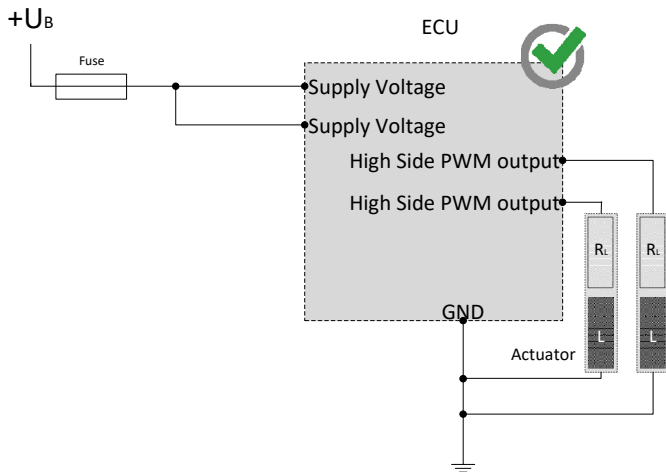 +UB
ECU
Fuse
Supply Voltage
Supply Voltage
High Side PWM output
High Side PWM output
RL
RL
L
L
GND
Actuator